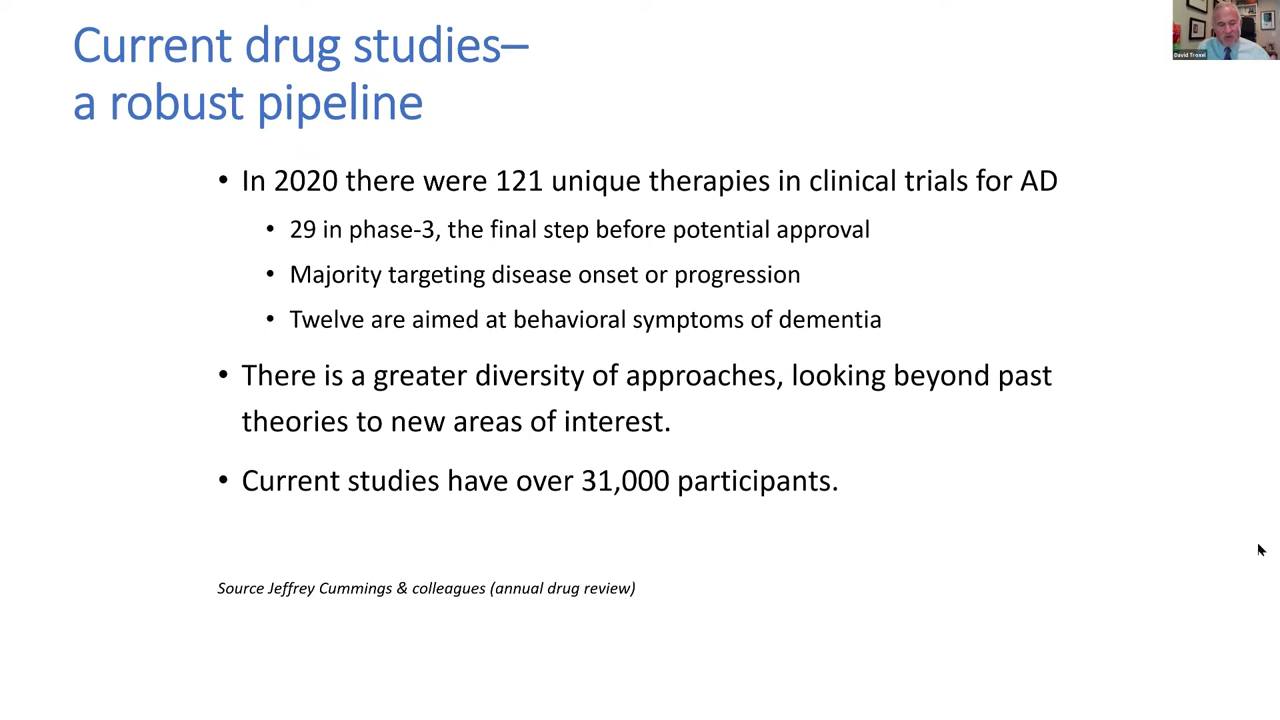 Current drug studies–
a robust pipeline
David Troxel
• In 2020 there were 121 unique therapies in clinical trials for AD
• 29 in phase-3, the final step before potential approval
• Majority targeting disease onset or progression
• Twelve are aimed at behavioral symptoms of dementia
• There is a greater diversity of approaches, looking beyond past
theories to new areas of interest.
• Current studies have over 31,000 participants.
Source Jeffrey Cummings & colleagues (annual drug review)